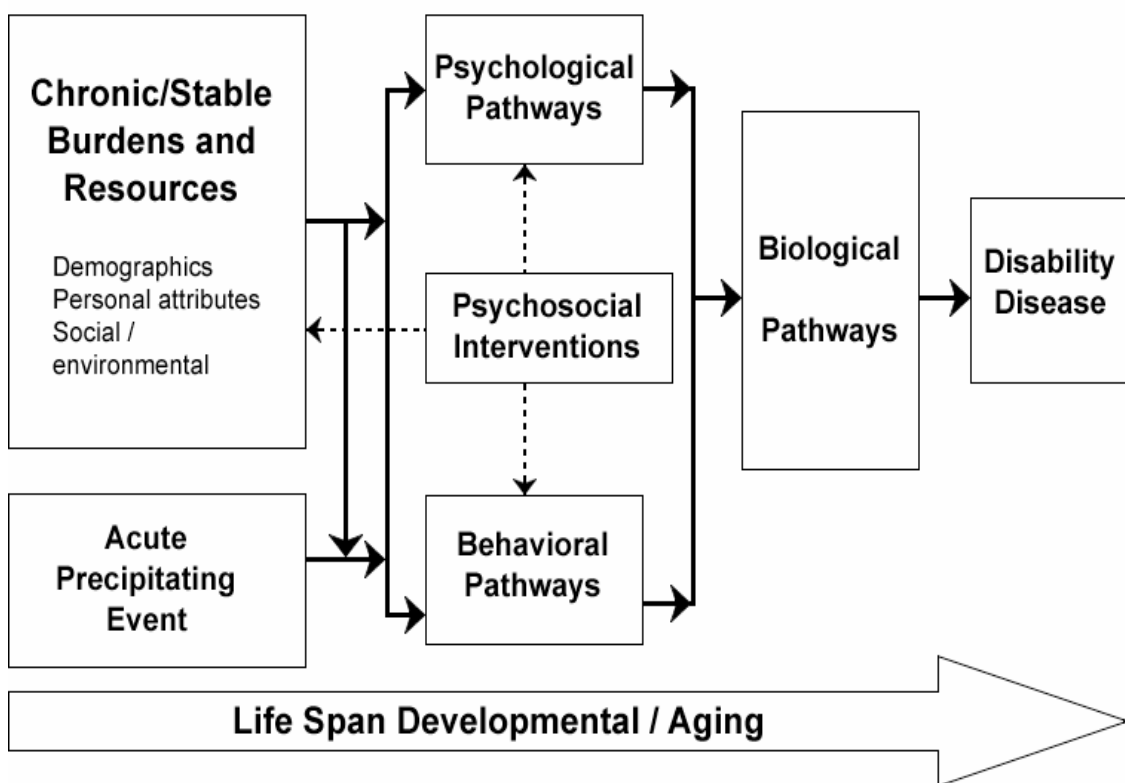 Chronic/Stable
Burdens and
Resources
Demographics
Personal attributes
Social /
environmental
Acute
Precipitating
Event
Psychological
Pathways
Psychosocial
Interventions
Behavioral
Pathways
Biological
Pathways
Disability
Disease
Life Span Developmental / Aging